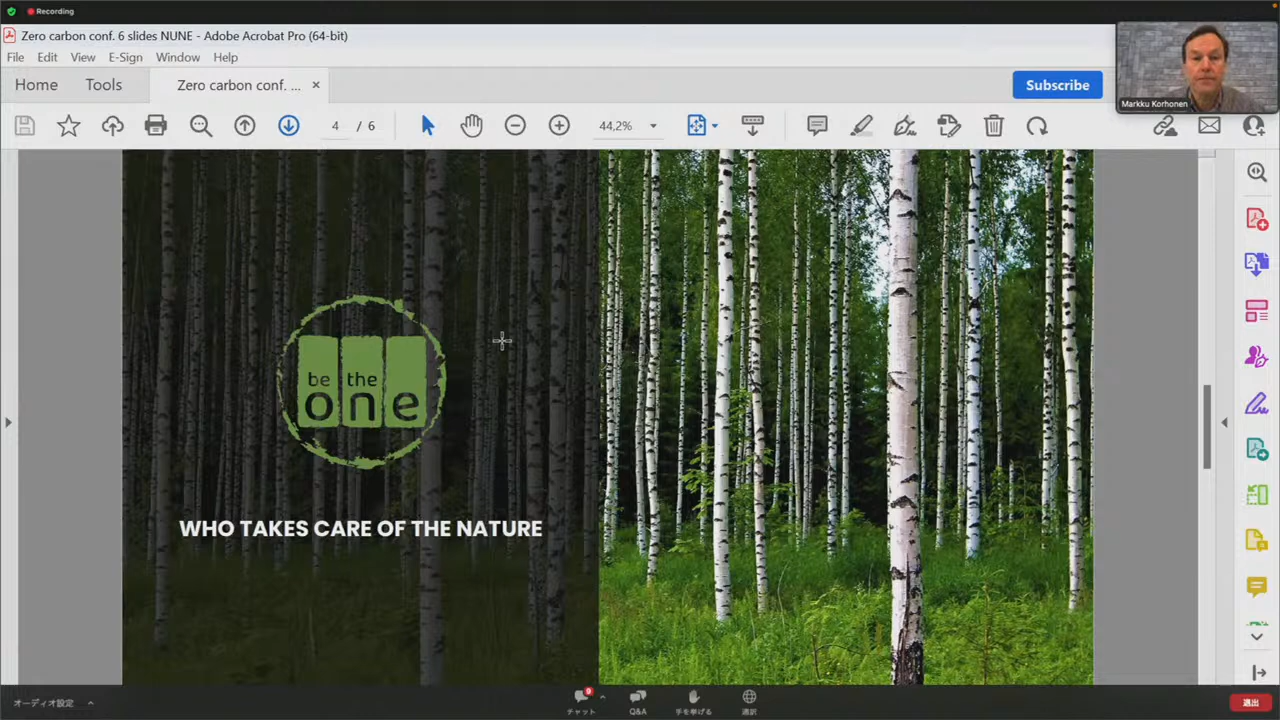 Recording
Zero carbon conf. 6 slides NUNE - Adobe Acrobat Pro (64-bit)
File Edit View E-Sign Window Help
Home Tools Zero carbon conf. ... × Subscribe
Markku Korhonen
4 / 6 44,2%
be the
one
WHO TAKES CARE OF THE NATURE
オーディオ設定 チャット 9 Q&A 手を挙げる 通訳 退出